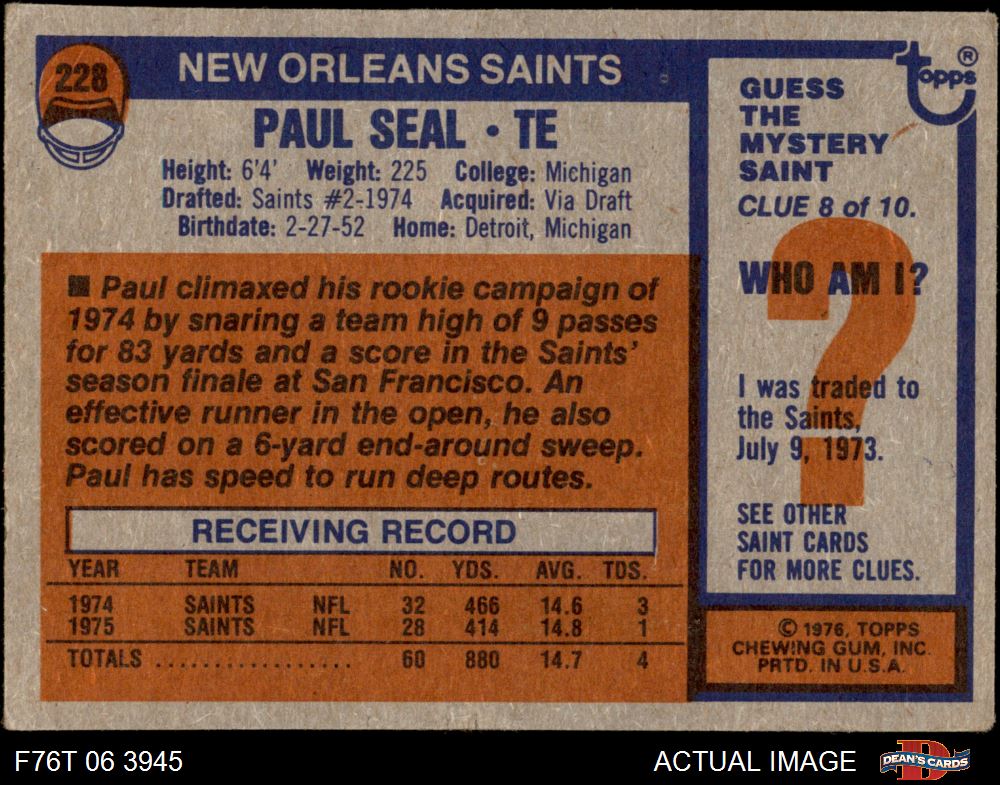 228
NEW ORLEANS SAINTS
PAUL SEAL • TE
Height: 6'4' Weight: 225 College: Michigan
Drafted: Saints #2-1974 Acquired: Via Draft
Birthdate: 2-27-52 Home: Detroit, Michigan
■ Paul climaxed his rookie campaign of
1974 by snaring a team high of 9 passes
for 83 yards and a score in the Saints'
season finale at San Francisco. An
effective runner in the open, he also
scored on a 6-yard end-around sweep.
Paul has speed to run deep routes.
RECEIVING RECORD
YEAR TEAM NO. YDS. AVG. TDS.
1974 SAINTS NFL 32 466 14.6 3
1975 SAINTS NFL 28 414 14.8 1
TOTALS .................. 60 880 14.7 4
topps ®
GUESS
THE
MYSTERY
SAINT
CLUE 8 of 10.
WHO AM I?
I was traded to
the Saints,
July 9, 1973.
SEE OTHER
SAINT CARDS
FOR MORE CLUES.
© 1976, TOPPS
CHEWING GUM, INC.
PRTD. IN U.S.A.
F76T 06 3945
ACTUAL IMAGE
D
DEAN'S CARDS